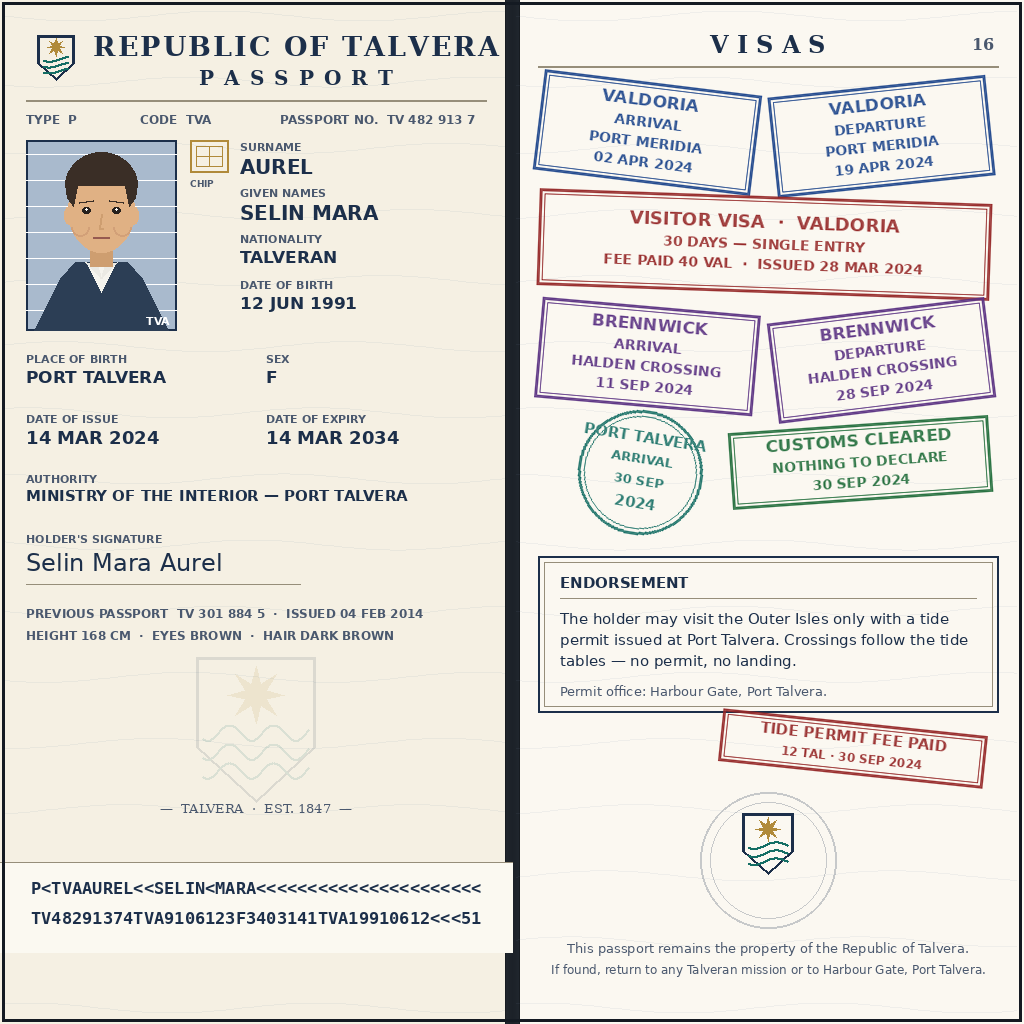 REPUBLIC OF TALVERA
PASSPORT
TYPE P CODE TVA PASSPORT NO. TV 482 913 7
CHIP
TVA
SURNAME
AUREL
GIVEN NAMES
SELIN MARA
NATIONALITY
TALVERAN
DATE OF BIRTH
12 JUN 1991
PLACE OF BIRTH
PORT TALVERA
SEX
F
DATE OF ISSUE
14 MAR 2024
DATE OF EXPIRY
14 MAR 2034
AUTHORITY
MINISTRY OF THE INTERIOR — PORT TALVERA
HOLDER'S SIGNATURE
Selin Mara Aurel
PREVIOUS PASSPORT TV 301 884 5 · ISSUED 04 FEB 2014
HEIGHT 168 CM · EYES BROWN · HAIR DARK BROWN
— TALVERA · EST. 1847 —
P<TVAAUREL<<SELIN<MARA<<<<<<<<<<<<<<<<<<<<<<
TV48291374TVA9106123F3403141TVA19910612<<<51
VISAS
16
VALDORIA
ARRIVAL
PORT MERIDIA
02 APR 2024
VALDORIA
DEPARTURE
PORT MERIDIA
19 APR 2024
VISITOR VISA · VALDORIA
30 DAYS — SINGLE ENTRY
FEE PAID 40 VAL · ISSUED 28 MAR 2024
BRENNWICK
ARRIVAL
HALDEN CROSSING
11 SEP 2024
BRENNWICK
DEPARTURE
HALDEN CROSSING
28 SEP 2024
PORT TALVERA
ARRIVAL
30 SEP
2024
CUSTOMS CLEARED
NOTHING TO DECLARE
30 SEP 2024
ENDORSEMENT
The holder may visit the Outer Isles only with a tide
permit issued at Port Talvera. Crossings follow the tide
tables — no permit, no landing.
Permit office: Harbour Gate, Port Talvera.
TIDE PERMIT FEE PAID
12 TAL · 30 SEP 2024
This passport remains the property of the Republic of Talvera.
If found, return to any Talveran mission or to Harbour Gate, Port Talvera.